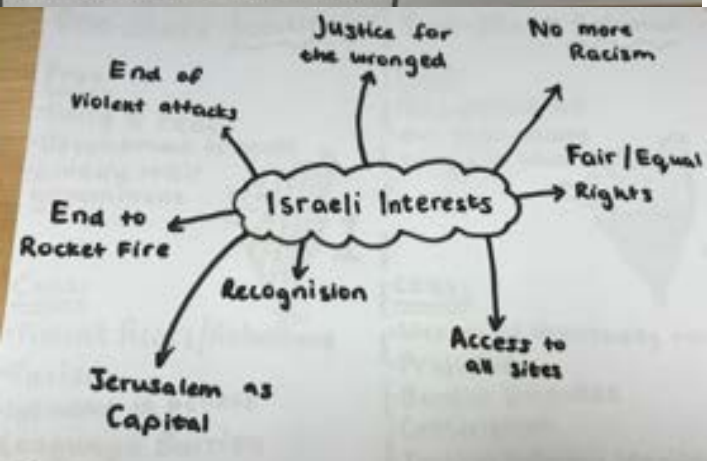 Justice for
the wronged
No more
Racism
End of
Violent attacks
Fair/Equal
Rights
Israeli Interests
End to
Rocket Fire
Recognision
Access to
all sites
Jerusalem as
Capital